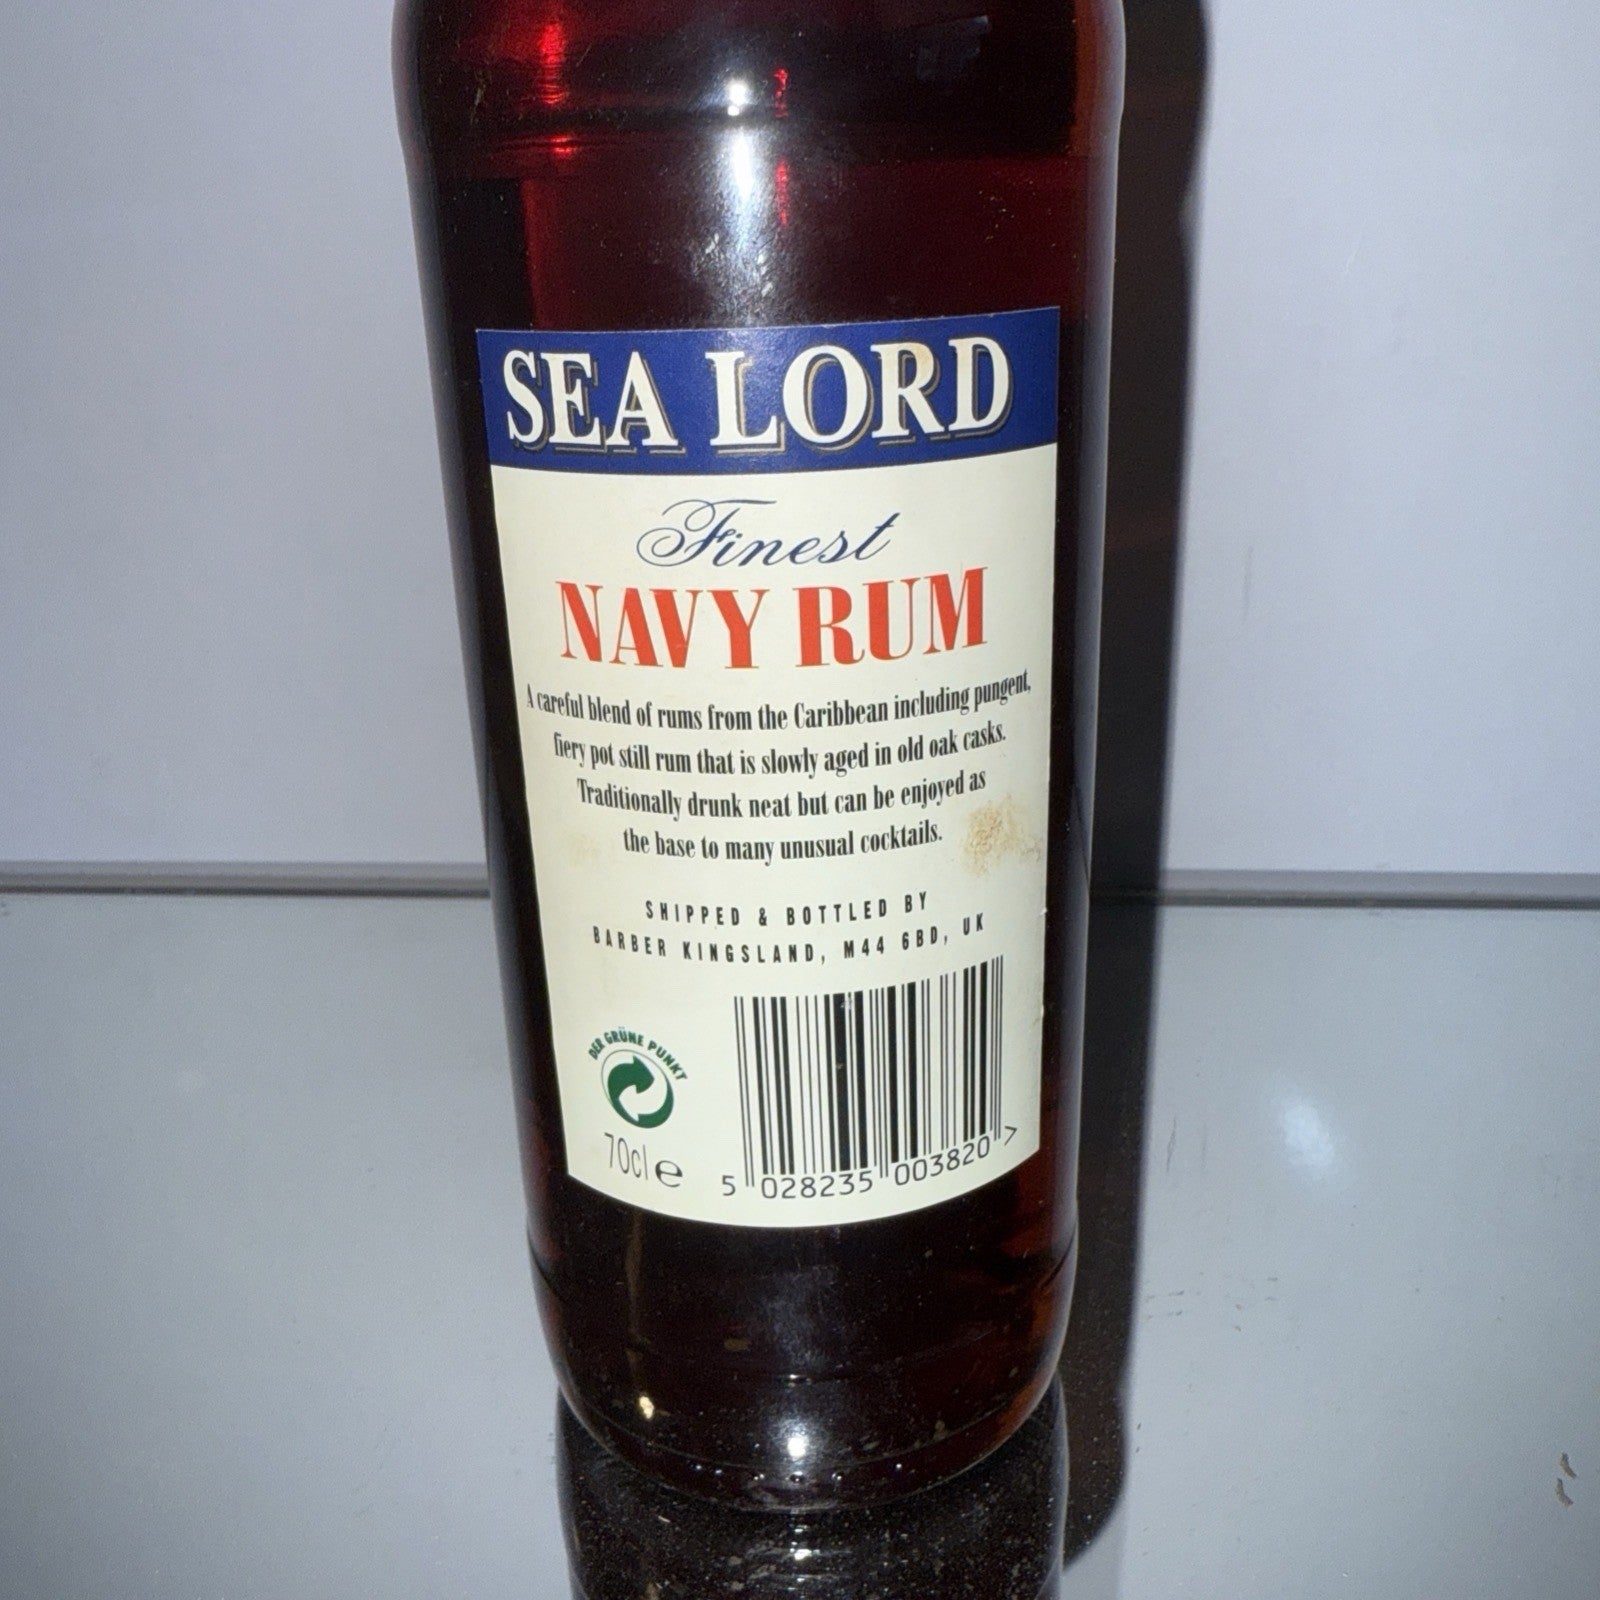 SEA LORD
Finest
NAVY RUM
A careful blend of rums from the Caribbean including pungent,
fiery pot still rum that is slowly aged in old oak casks.
Traditionally drunk neat but can be enjoyed as
the base to many unusual cocktails.
SHIPPED & BOTTLED BY
BARBER KINGSLAND, M44 6BD, UK
DER GRÜNE PUNKT
70cl e
5 028235 003820 >